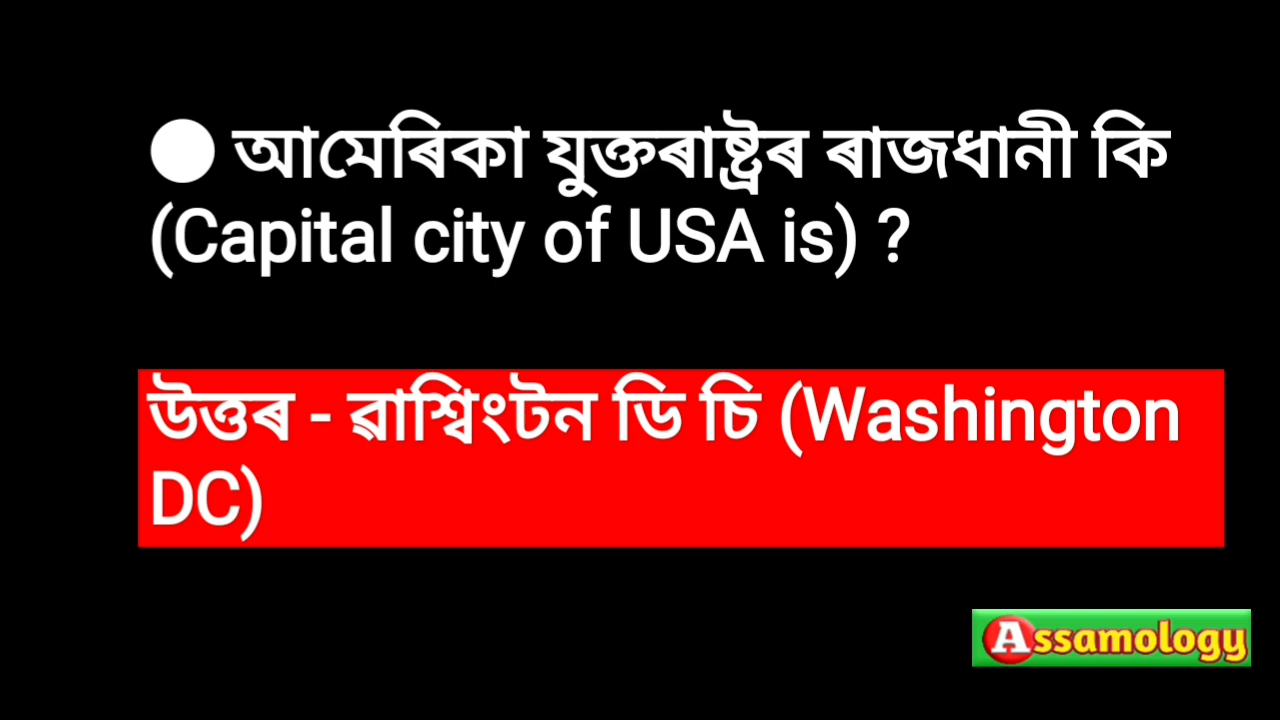 ● আমেৰিকা যুক্তৰাষ্ট্ৰৰ ৰাজধানী কি
(Capital city of USA is) ?
উত্তৰ - ৱাশ্বিংটন ডি চি (Washington
DC)
Assamology